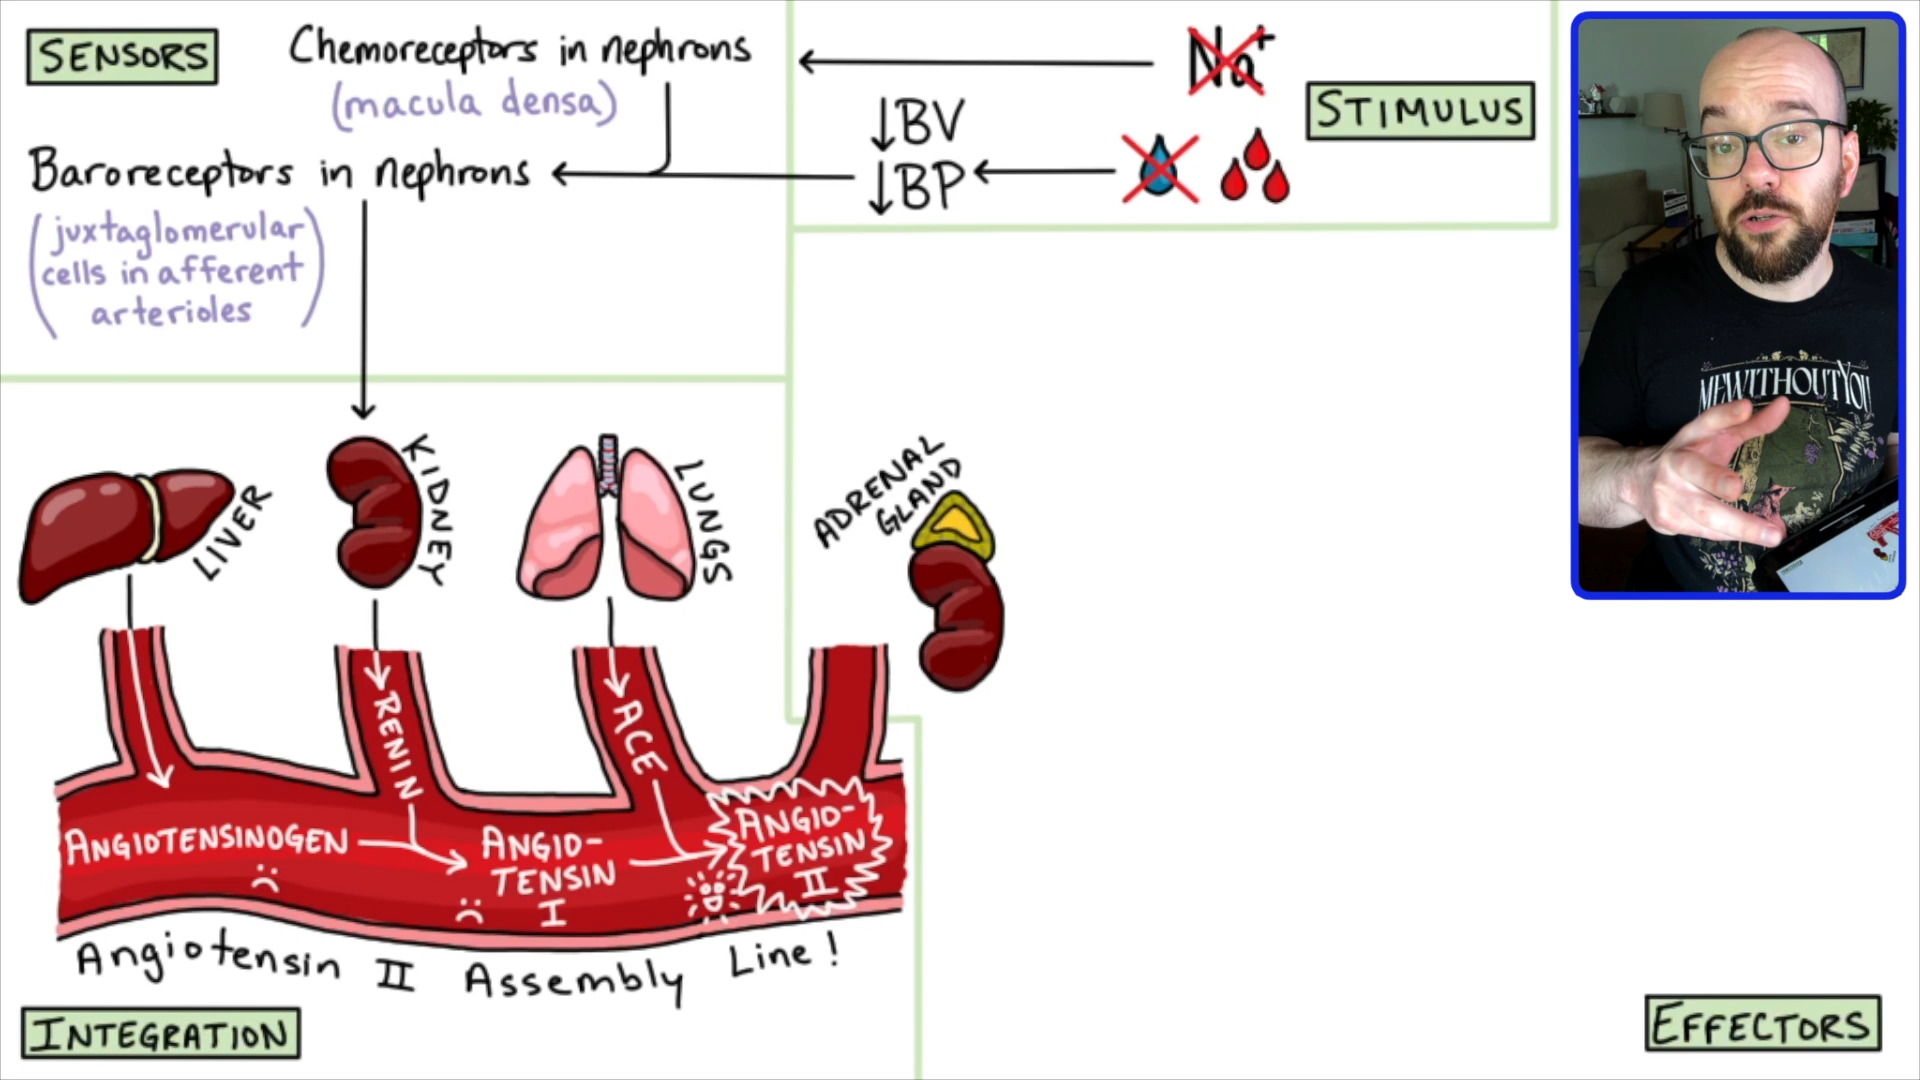 SENSORS
Chemoreceptors in nephrons
(macula densa)
Baroreceptors in nephrons
(juxtaglomerular
cells in afferent
arterioles)
Na+
STIMULUS
↓BV
↓BP
MEWITHOUTYOU
LIVER
KIDNEY
LUNGS
ADRENAL
GLAND
RENIN
ACE
ANGIOTENSINOGEN
ANGIO-
TENSIN
I
ANGIO-
TENSIN
II
Angiotensin II Assembly Line!
INTEGRATION
EFFECTORS